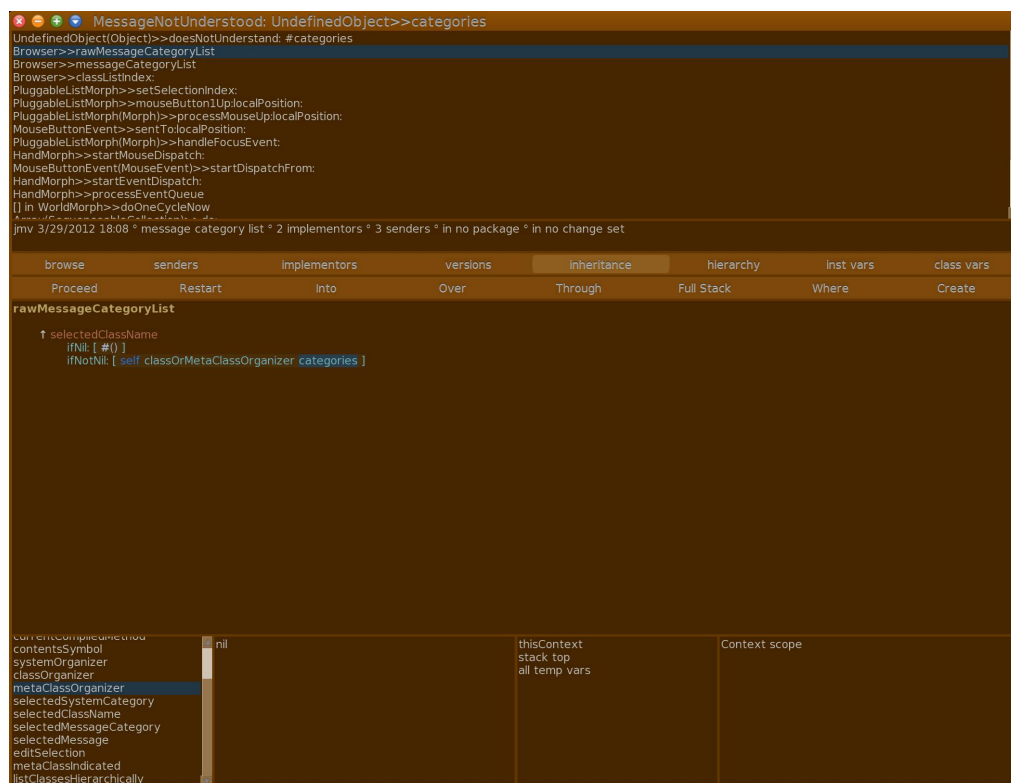 MessageNotUnderstood: UndefinedObject>>categories
UndefinedObject(Object)>>doesNotUnderstand: #categories
Browser>>rawMessageCategoryList
Browser>>messageCategoryList
Browser>>classListIndex:
PluggableListMorph>>setSelectionIndex:
PluggableListMorph>>mouseButton1Up:localPosition:
PluggableListMorph(Morph)>>processMouseUp:localPosition:
MouseButtonEvent>>sentTo:localPosition:
PluggableListMorph(Morph)>>handleFocusEvent:
HandMorph>>startMouseDispatch:
MouseButtonEvent(MouseEvent)>>startDispatchFrom:
HandMorph>>startEventDispatch:
HandMorph>>processEventQueue
[] in WorldMorph>>doOneCycleNow
jmv 3/29/2012 18:08 ° message category list ° 2 implementors ° 3 senders ° in no package ° in no change set
browse senders implementors versions inheritance hierarchy inst vars class vars
Proceed Restart Into Over Through Full Stack Where Create
rawMessageCategoryList
↑ selectedClassName
ifNil: [ #() ]
ifNotNil: [ self classOrMetaClassOrganizer categories ]
currentCompiledMethod
contentsSymbol
systemOrganizer
classOrganizer
metaClassOrganizer
selectedSystemCategory
selectedClassName
selectedMessageCategory
selectedMessage
editSelection
metaClassIndicated
listClassesHierarchically
nil
thisContext
stack top
all temp vars
Context scope